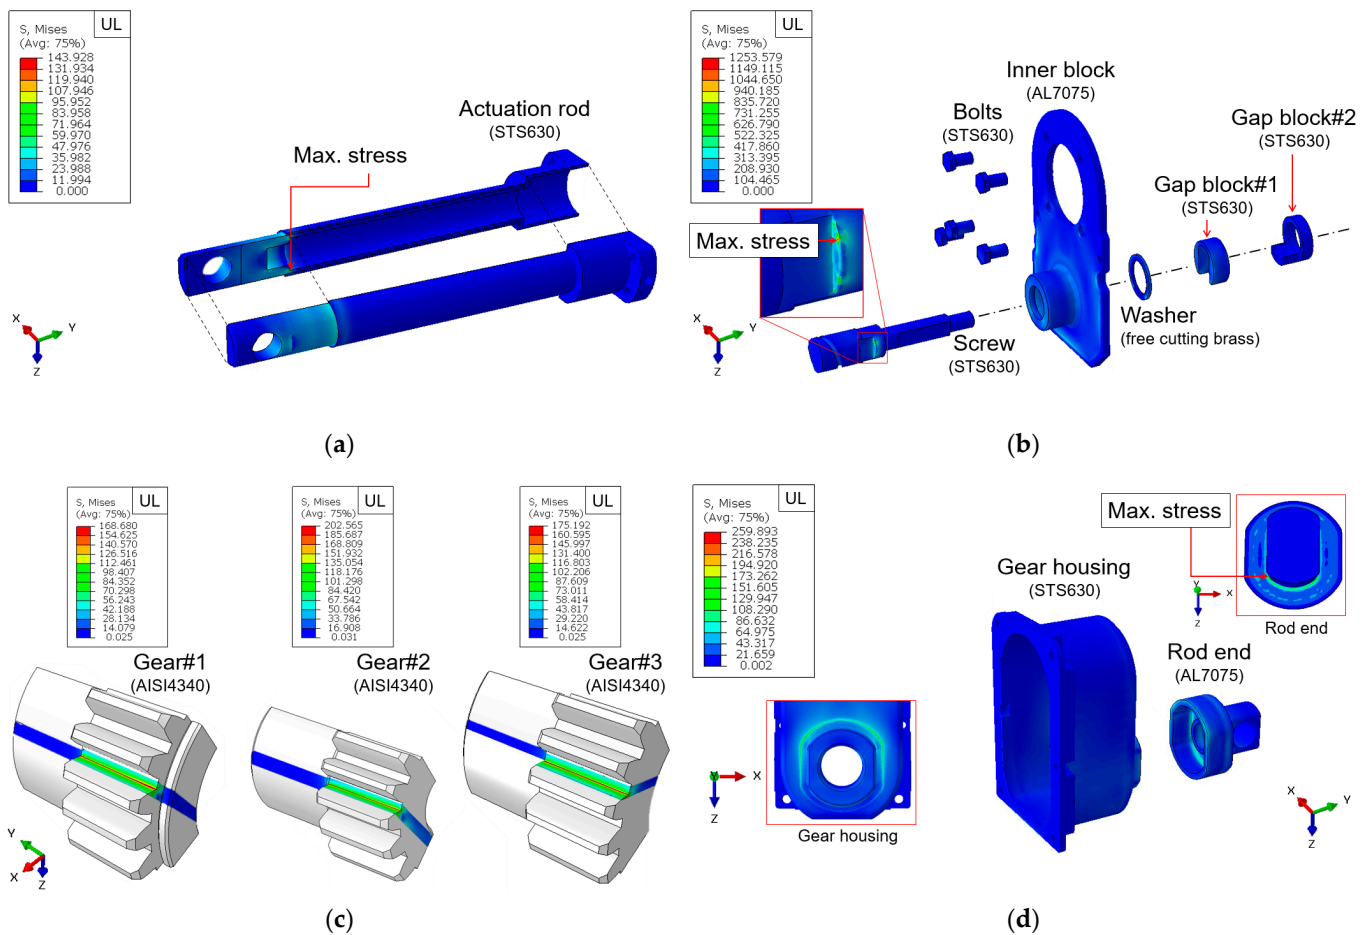 S, Mises
UL
(Avg: 75%)
143.928
131.934
119.940
107.946
95.952
83.958
71.964
59.970
47.976
35.982
23.988
11.994
0.000
Actuation rod
(STS630)
Max. stress
X
Y
Z
(a)
S, Mises
UL
(Avg: 75%)
1253.579
1149.115
1044.650
940.185
835.720
731.255
626.790
522.325
417.860
313.395
208.930
104.465
0.000
Inner block
(AL7075)
Bolts
(STS630)
Gap block#2
(STS630)
Gap block#1
(STS630)
Max. stress
Washer
(free cutting brass)
Screw
(STS630)
X
Y
Z
(b)
S, Mises
UL
(Avg: 75%)
168.680
154.625
140.570
126.516
112.461
98.407
84.352
70.298
56.243
42.188
28.134
14.079
0.025
Gear#1
(AISI4340)
S, Mises
UL
(Avg: 75%)
202.565
185.687
168.809
151.932
135.054
118.176
101.298
84.420
67.542
50.664
33.786
16.908
0.031
Gear#2
(AISI4340)
S, Mises
UL
(Avg: 75%)
175.192
160.595
145.997
131.400
116.803
102.206
87.609
73.011
58.414
43.817
29.220
14.622
0.025
Gear#3
(AISI4340)
Y
X
Z
(c)
S, Mises
UL
(Avg: 75%)
259.893
238.235
216.578
194.920
173.262
151.605
129.947
108.290
86.632
64.975
43.317
21.659
0.002
Max. stress
Gear housing
(STS630)
Y
X
Z
Rod end
Rod end
(AL7075)
Y
X
Z
Gear housing
X
Y
Z
(d)